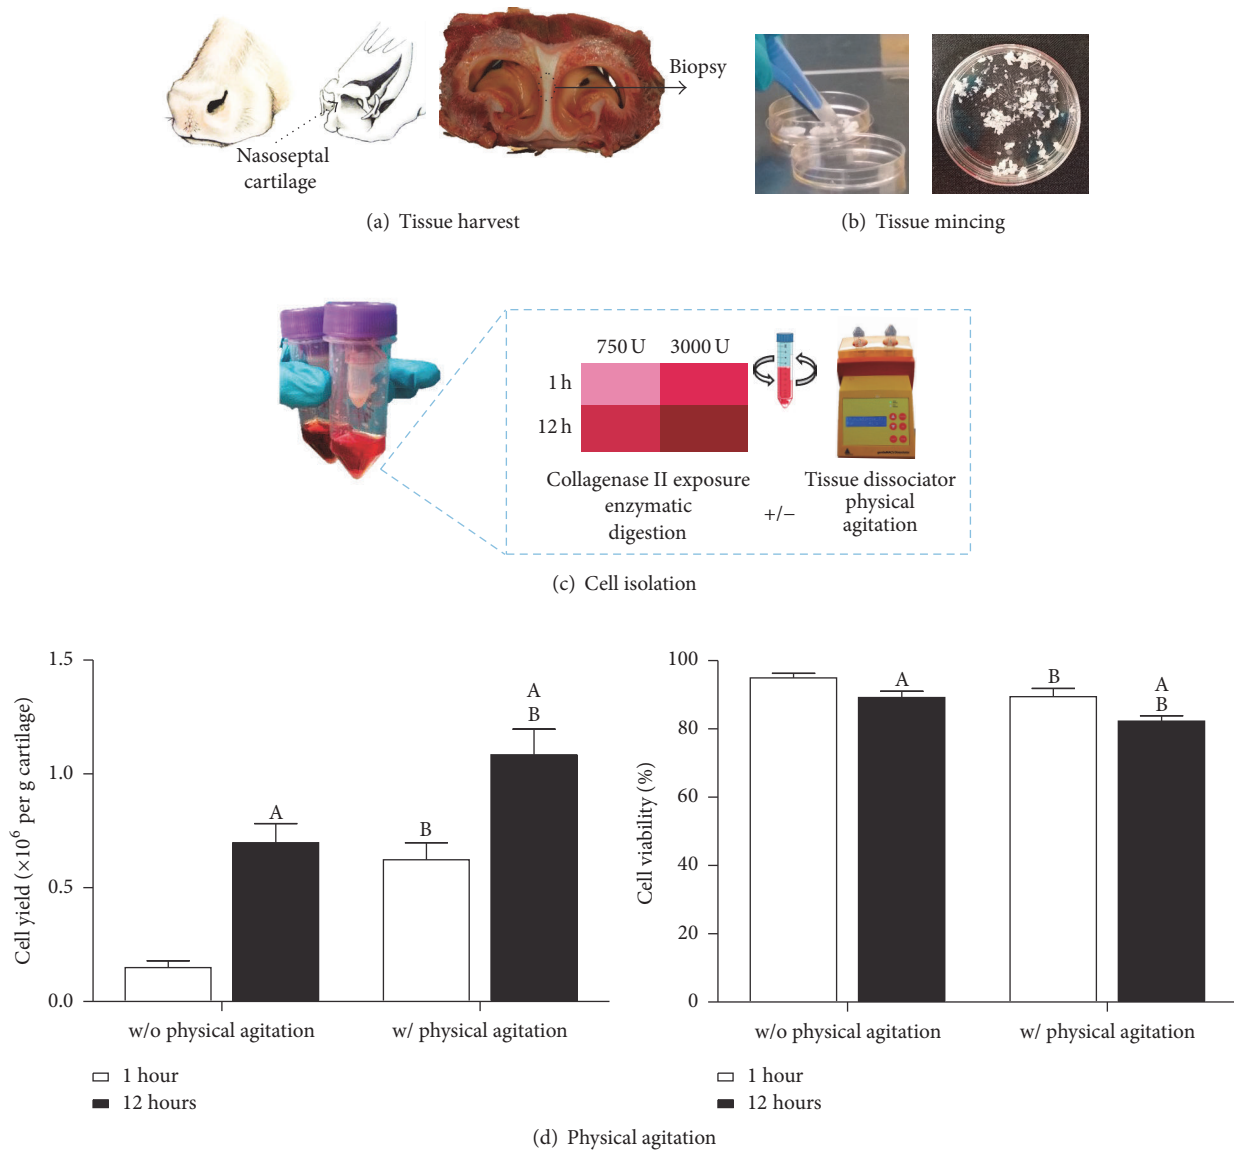 Nasoseptal
cartilage
Biopsy
(a) Tissue harvest
(b) Tissue mincing
750 U 3000 U
1 h
12 h
Collagenase II exposure
enzymatic
digestion
+/−
Tissue dissociator
physical
agitation
(c) Cell isolation
Cell yield (×10⁶ per g cartilage)
1.5
1.0
0.5
0.0
A
B
A
B
w/o physical agitation
w/ physical agitation
1 hour
12 hours
Cell viability (%)
100
80
60
40
20
0
A
B
A
B
w/o physical agitation
w/ physical agitation
1 hour
12 hours
(d) Physical agitation